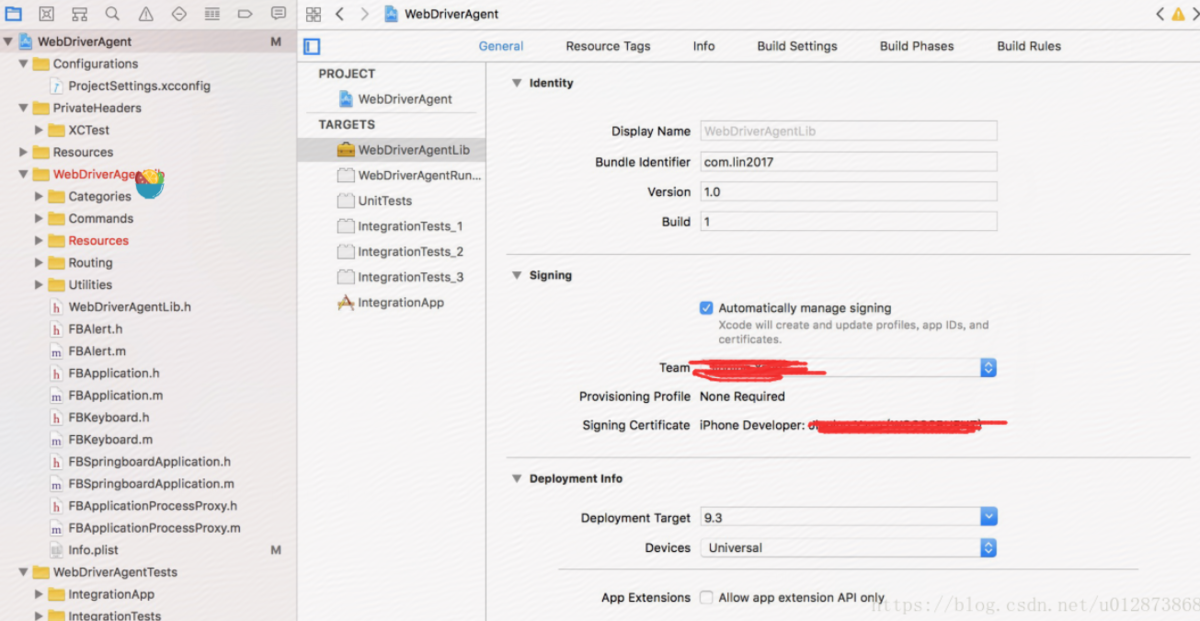 WebDriverAgent
WebDriverAgent M
Configurations
ProjectSettings.xcconfig
PrivateHeaders
XCTest
Resources
Categories
Commands
Resources
Routing
Utilities
WebDriverAgentLib.h
FBAlert.h
FBAlert.m
FBApplication.h
FBApplication.m
FBKeyboard.h
FBKeyboard.m
FBSpringboardApplication.h
FBSpringboardApplication.m
FBApplicationProcessProxy.h
FBApplicationProcessProxy.m
Info.plist M
WebDriverAgentTests
IntegrationApp
IntegrationTests
General Resource Tags Info Build Settings Build Phases Build Rules
PROJECT
WebDriverAgent
TARGETS
WebDriverAgentLib
WebDriverAgentRun...
UnitTests
IntegrationTests_1
IntegrationTests_2
IntegrationTests_3
IntegrationApp
Identity
Display Name WebDriverAgentLib
Bundle Identifier com.lin2017
Version 1.0
Build 1
Signing
Automatically manage signing
Xcode will create and update profiles, app IDs, and
certificates.
Team
Provisioning Profile None Required
Signing Certificate iPhone Developer:
Deployment Info
Deployment Target 9.3
Devices Universal
App Extensions Allow app extension API only
https://blog.csdn.net/u012873868